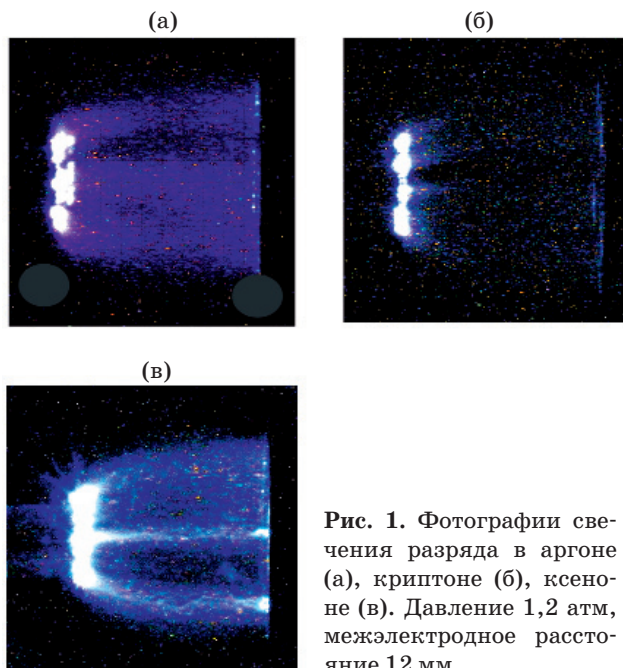 (а)
(б)
(в)
Рис. 1. Фотографии све-
чения разряда в аргоне
(а), криптоне (б), ксено-
не (в). Давление 1,2 атм,
межэлектродное рассто-
яние 12 мм